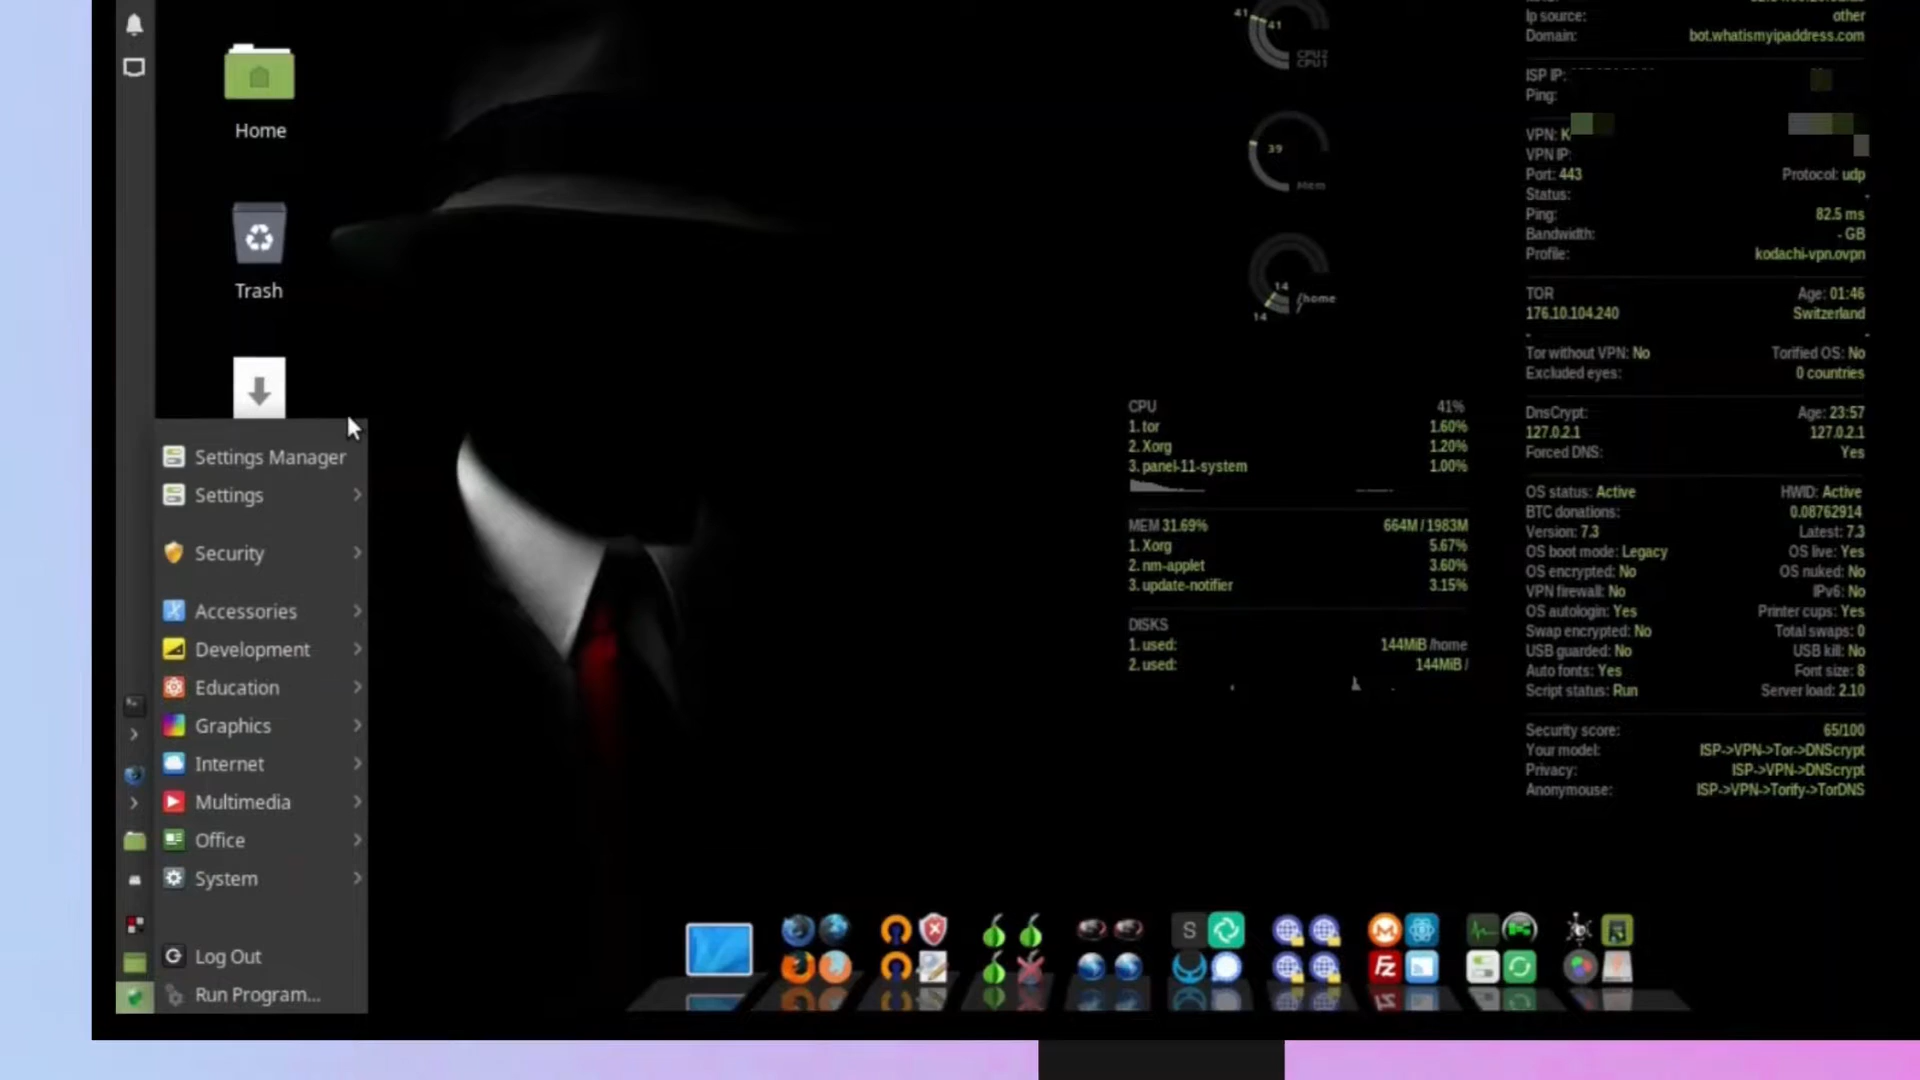 Home
Trash
Settings Manager
Settings
Security
Accessories
Development
Education
Graphics
Internet
Multimedia
Office
System
Log Out
Run Program...
41
41
CPU2
CPU1
39
Mem
14
/home
14
/
CPU 41%
1. tor 1.60%
2. Xorg 1.20%
3. panel-11-system 1.00%
MEM 31.69% 664M / 1983M
1. Xorg 5.67%
2. nm-applet 3.60%
3. update-notifier 3.15%
DISKS
1. used: 144MiB /home
2. used: 144MiB /
Ip source: other
Domain: bot.whatismyipaddress.com
ISP IP:
Ping:
VPN: K
VPN IP:
Port: 443 Protocol: udp
Status: -
Ping: 82.5 ms
Bandwidth: - GB
Profile: kodachi-vpn.ovpn
TOR Age: 01:46
176.10.104.240 Switzerland
- -
Tor without VPN: No Torified OS: No
Excluded eyes: 0 countries
DnsCrypt: Age: 23:57
127.0.2.1 127.0.2.1
Forced DNS: Yes
OS status: Active HWID: Active
BTC donations: 0.08762914
Version: 7.3 Latest: 7.3
OS boot mode: Legacy OS live: Yes
OS encrypted: No OS nuked: No
VPN firewall: No IPv6: No
OS autologin: Yes Printer cups: Yes
Swap encrypted: No Total swaps: 0
USB guarded: No USB kill: No
Auto fonts: Yes Font size: 8
Script status: Run Server load: 2.10
Security score: 65/100
Your model: ISP->VPN->Tor->DNScrypt
Privacy: ISP->VPN->DNScrypt
Anonymouse: ISP->VPN->Torify->TorDNS
S
Fz